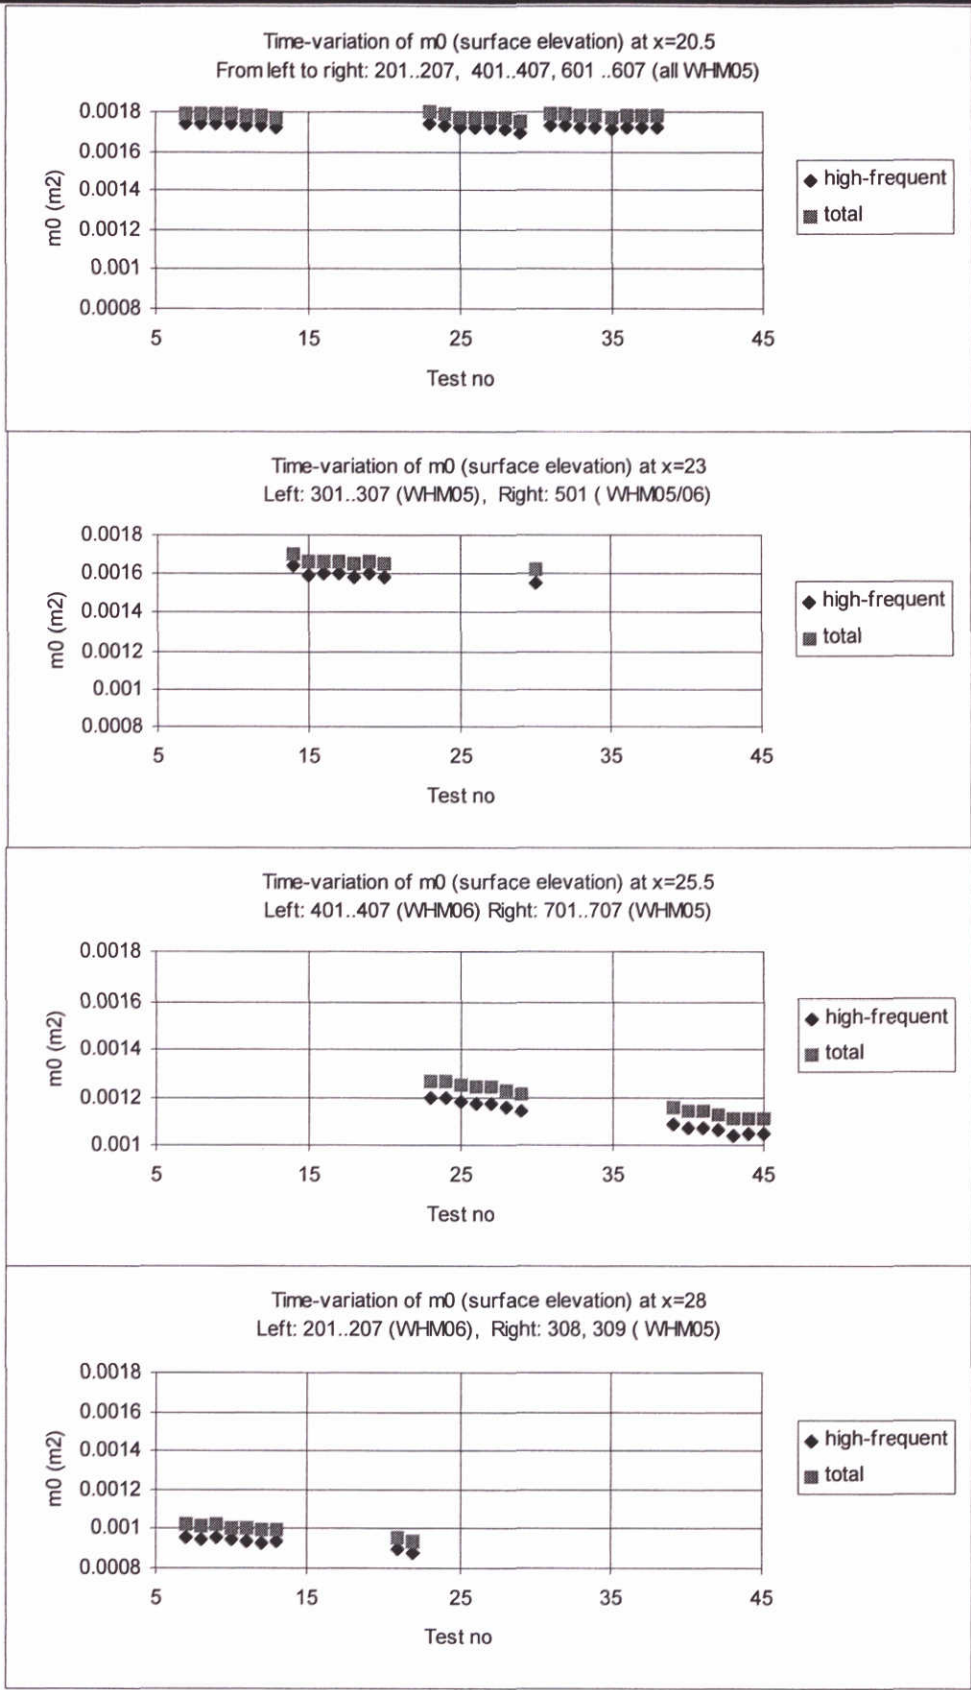 Time-variation of m0 (surface elevation) at x=20.5
From left to right: 201..207, 401..407, 601 ..607 (all WHM05)
0.0018
0.0016
0.0014
0.0012
0.001
0.0008
m0 (m2)
5 15 25 35 45
Test no
high-frequent
total
Time-variation of m0 (surface elevation) at x=23
Left: 301..307 (WHM05), Right: 501 ( WHM05/06)
0.0018
0.0016
0.0014
0.0012
0.001
0.0008
m0 (m2)
5 15 25 35 45
Test no
high-frequent
total
Time-variation of m0 (surface elevation) at x=25.5
Left: 401..407 (WHM06) Right: 701..707 (WHM05)
0.0018
0.0016
0.0014
0.0012
0.001
m0 (m2)
5 15 25 35 45
Test no
high-frequent
total
Time-variation of m0 (surface elevation) at x=28
Left: 201..207 (WHM06), Right: 308, 309 ( WHM05)
0.0018
0.0016
0.0014
0.0012
0.001
0.0008
m0 (m2)
5 15 25 35 45
Test no
high-frequent
total